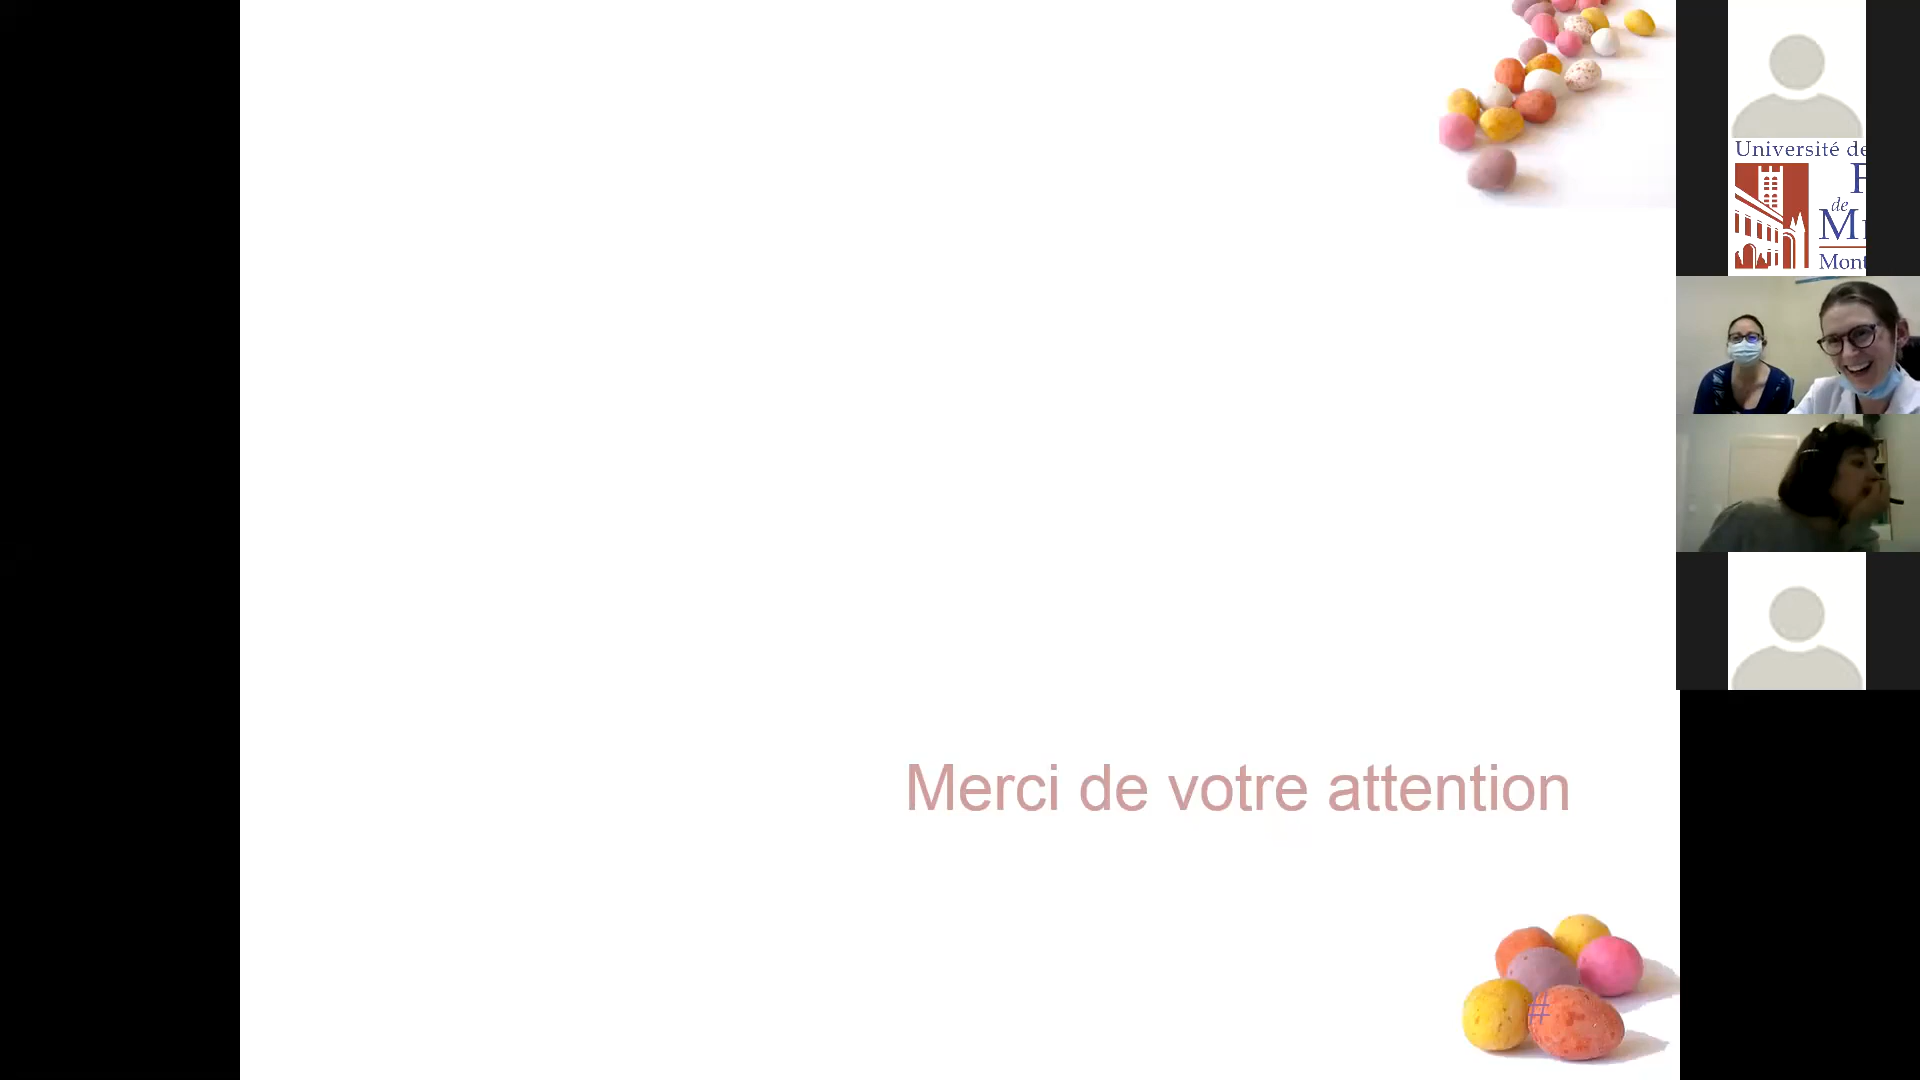 Université de
F
de
M
Mont
Merci de votre attention
#